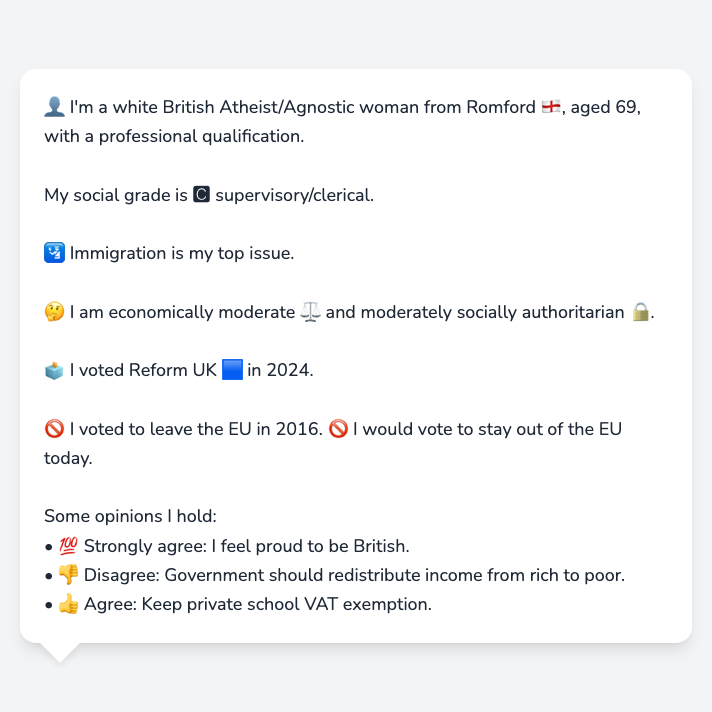 👤 I'm a white British Atheist/Agnostic woman from Romford 🏴󠁧󠁢󠁥󠁮󠁧󠁿, aged 69,
with a professional qualification.
My social grade is 🅲 supervisory/clerical.
🛂 Immigration is my top issue.
🤔 I am economically moderate ⚖️ and moderately socially authoritarian 🔒.
🗳️ I voted Reform UK 🟦 in 2024.
🚫 I voted to leave the EU in 2016. 🚫 I would vote to stay out of the EU
today.
Some opinions I hold:
• 💯 Strongly agree: I feel proud to be British.
• 👎 Disagree: Government should redistribute income from rich to poor.
• 👍 Agree: Keep private school VAT exemption.